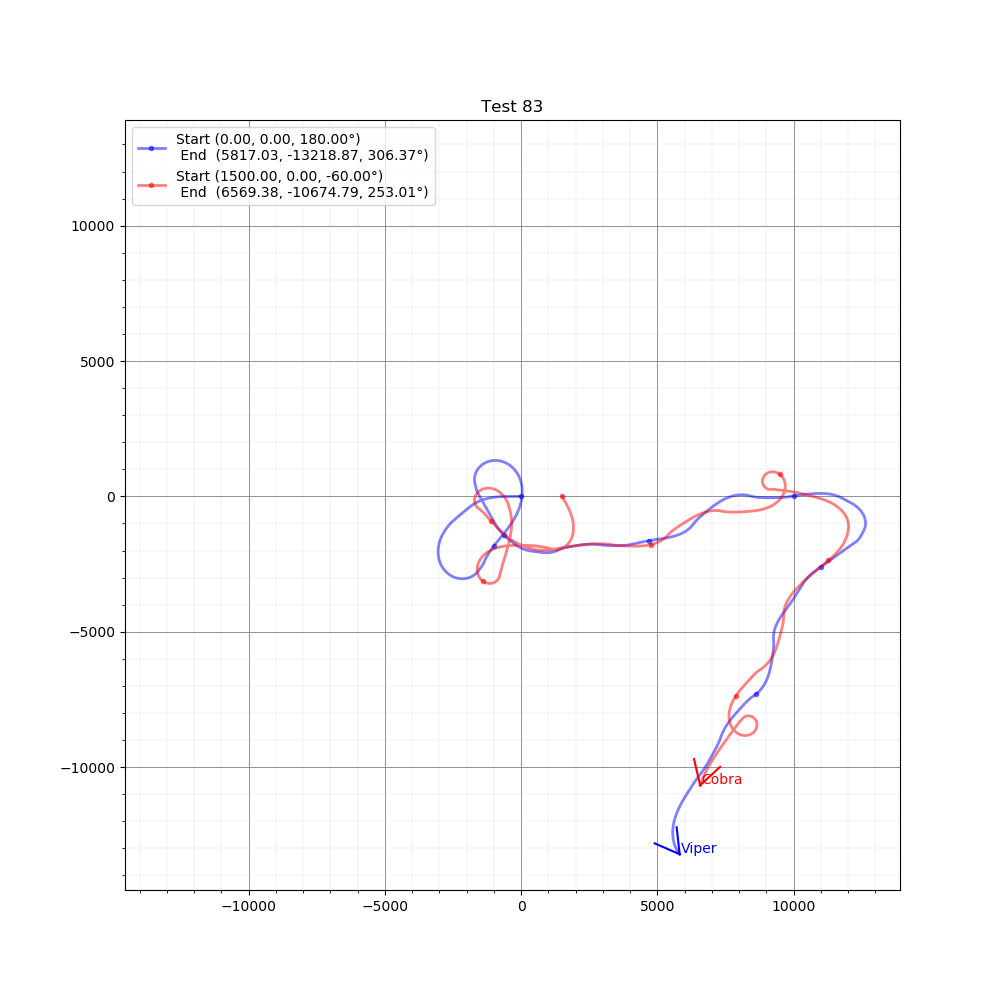 Test 83
Start (0.00, 0.00, 180.00°)
End  (5817.03, -13218.87, 306.37°)
Start (1500.00, 0.00, -60.00°)
End  (6569.38, -10674.79, 253.01°)
10000
5000
0
−5000
−10000
Cobra
Viper
−10000
−5000
0
5000
10000